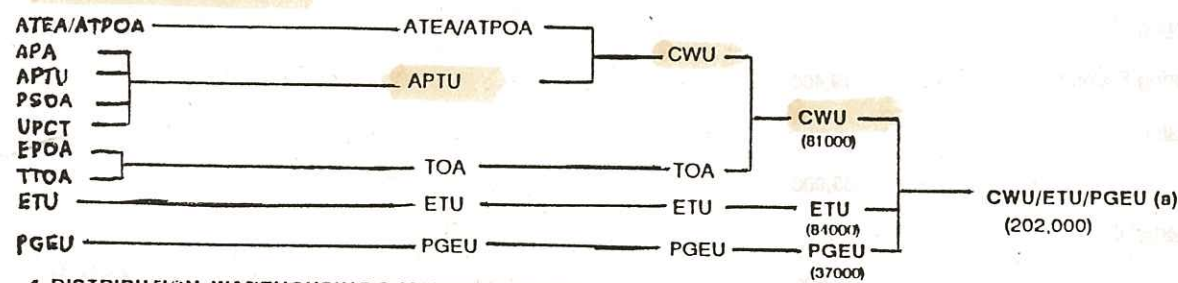 ATEA/ATPOA ATEA/ATPOA
APA CWU
APTU APTU
PSOA
UPCT CWU
(81000)
EPOA
TOA TOA
TTOA
ETU ETU ETU ETU CWU/ETU/PGEU (a)
(84000) (202,000)
PGEU PGEU PGEU PGEU
(37000)